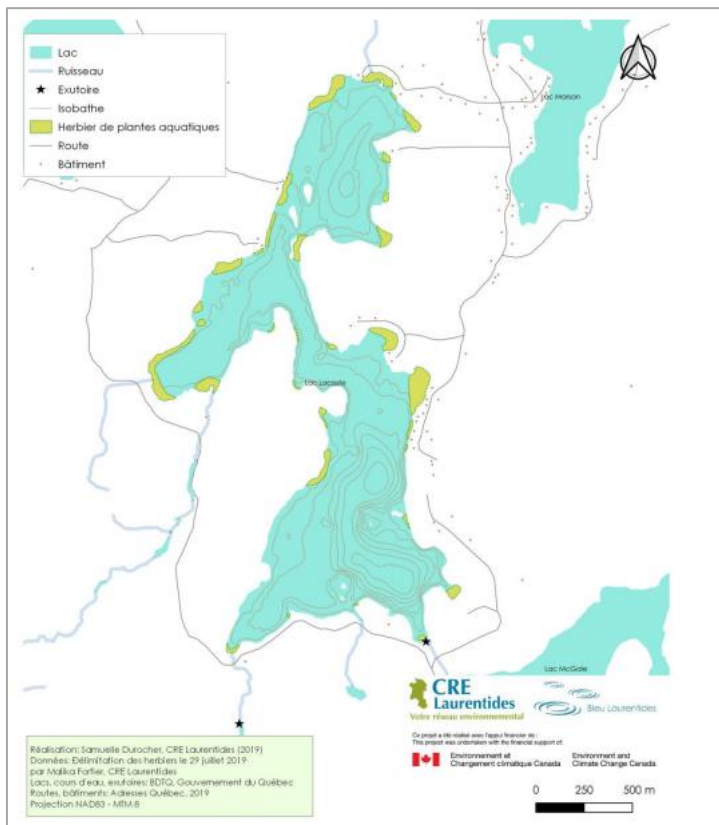 Lac
Ruisseau
Exutoire
Isobathe
Herbier de plantes aquatiques
Route
Bâtiment
Lac Maison
Lac Lacoste
Lac McGale
CRE
Laurentides
Votre réseau environnemental
Bleu Laurentides
Ce projet a été réalisé avec l'appui financier de :
This project was undertaken with the financial support of:
Environnement et
Changement climatique Canada
Environment and
Climate Change Canada
Réalisation: Samuelle Durocher, CRE Laurentides (2019)
Données: Délimitation des herbiers le 29 juillet 2019
par Malika Fortier, CRE Laurentides
Lacs, cours d'eau, exutoires: BDTQ, Gouvernement du Québec
Routes, bâtiments: Adresses Québec, 2019
Projection NAD83 - MTM 8
0 250 500 m